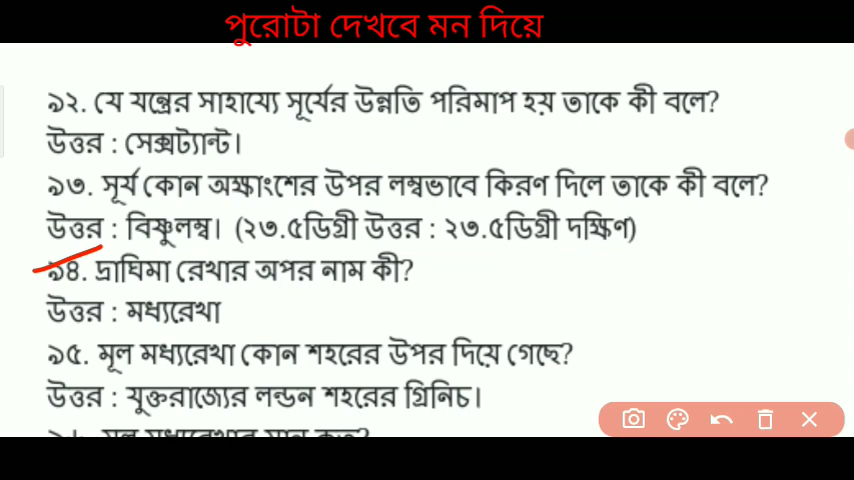 পুরোটা দেখবে মন দিয়ে
৯২. যে যন্ত্রের সাহায্যে সূর্যের উন্নতি পরিমাপ হয় তাকে কী বলে?
উত্তর : সেক্সট্যান্ট।
৯৩. সূর্য কোন অক্ষাংশের উপর লম্বভাবে কিরণ দিলে তাকে কী বলে?
উত্তর : বিষ্ণুলম্ব। (২৩.৫ডিগ্রী উত্তর : ২৩.৫ডিগ্রী দক্ষিণ)
৯৪. দ্রাঘিমা রেখার অপর নাম কী?
উত্তর : মধ্যরেখা
৯৫. মূল মধ্যরেখা কোন শহরের উপর দিয়ে গেছে?
উত্তর : যুক্তরাজ্যের লন্ডন শহরের গ্রিনিচ।